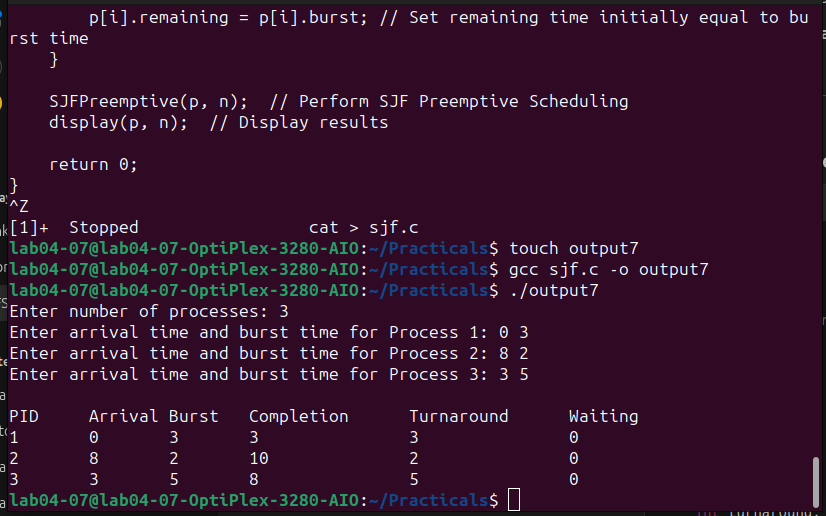 p[i].remaining = p[i].burst; // Set remaining time initially equal to bu
rst time
}
SJFPreemptive(p, n);  // Perform SJF Preemptive Scheduling
display(p, n);  // Display results
return 0;
}
^Z
[1]+  Stopped                 cat > sjf.c
lab04-07@lab04-07-OptiPlex-3280-AIO:~/Practicals$ touch output7
lab04-07@lab04-07-OptiPlex-3280-AIO:~/Practicals$ gcc sjf.c -o output7
lab04-07@lab04-07-OptiPlex-3280-AIO:~/Practicals$ ./output7
Enter number of processes: 3
Enter arrival time and burst time for Process 1: 0 3
Enter arrival time and burst time for Process 2: 8 2
Enter arrival time and burst time for Process 3: 3 5
PID     Arrival Burst   Completion      Turnaround      Waiting
1       0       3       3               3               0
2       8       2       10              2               0
3       3       5       8               5               0
lab04-07@lab04-07-OptiPlex-3280-AIO:~/Practicals$